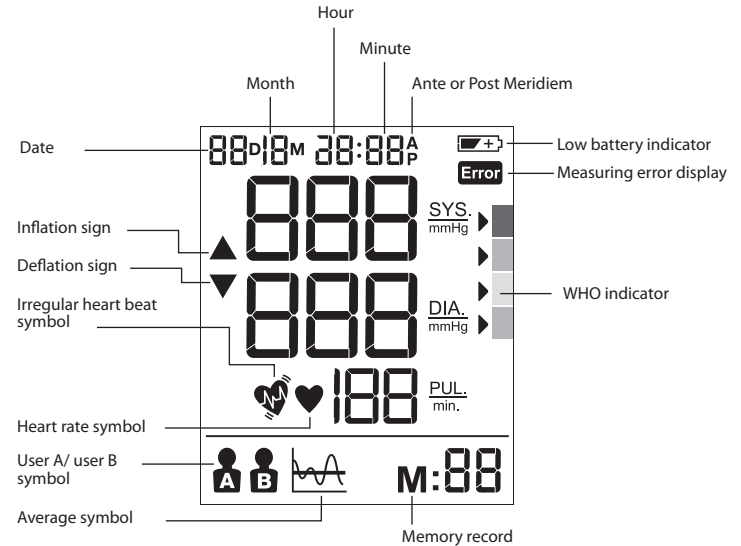 Hour
Minute
Month
Ante or Post Meridiem
Date
88D18M 28:88 A
P
Low battery indicator
Error
Measuring error display
888
SYS.
mmHg
Inflation sign
Deflation sign
888
DIA.
mmHg
WHO indicator
Irregular heart beat
symbol
188
PUL.
min.
Heart rate symbol
User A/ user B
symbol
A
B
M:88
Average symbol
Memory record